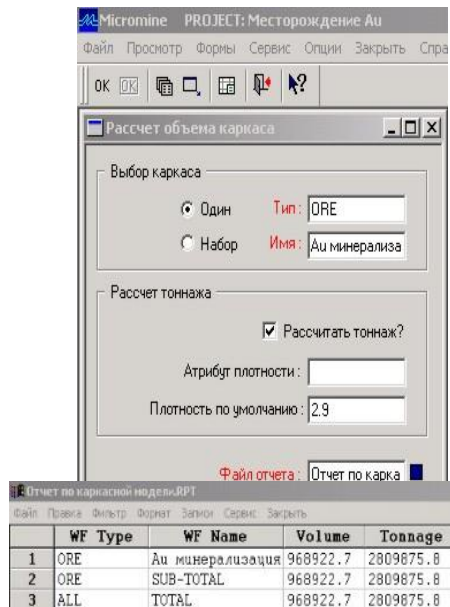 Micromine PROJECT: Месторождение Au
Файл Просмотр Формы Сервис Опции Закрыть Спра
OK OK
Рассчет объема каркаса
Выбор каркаса
Один Тип: ORE
Набор Имя: Au минерализа
Рассчет тоннажа
Рассчитать тоннаж?
Атрибут плотности:
Плотность по умолчанию: 2.9
Файл отчета: Отчет по карка
Отчет по каркасной модели.RPT
Файл Правка Фильтр Формат Записи Сервис Закрыть
WF Type WF Name Volume Tonnage
1 ORE Au минерализация 968922.7 2809875.8
2 ORE SUB-TOTAL 968922.7 2809875.8
3 ALL TOTAL 968922.7 2809875.8